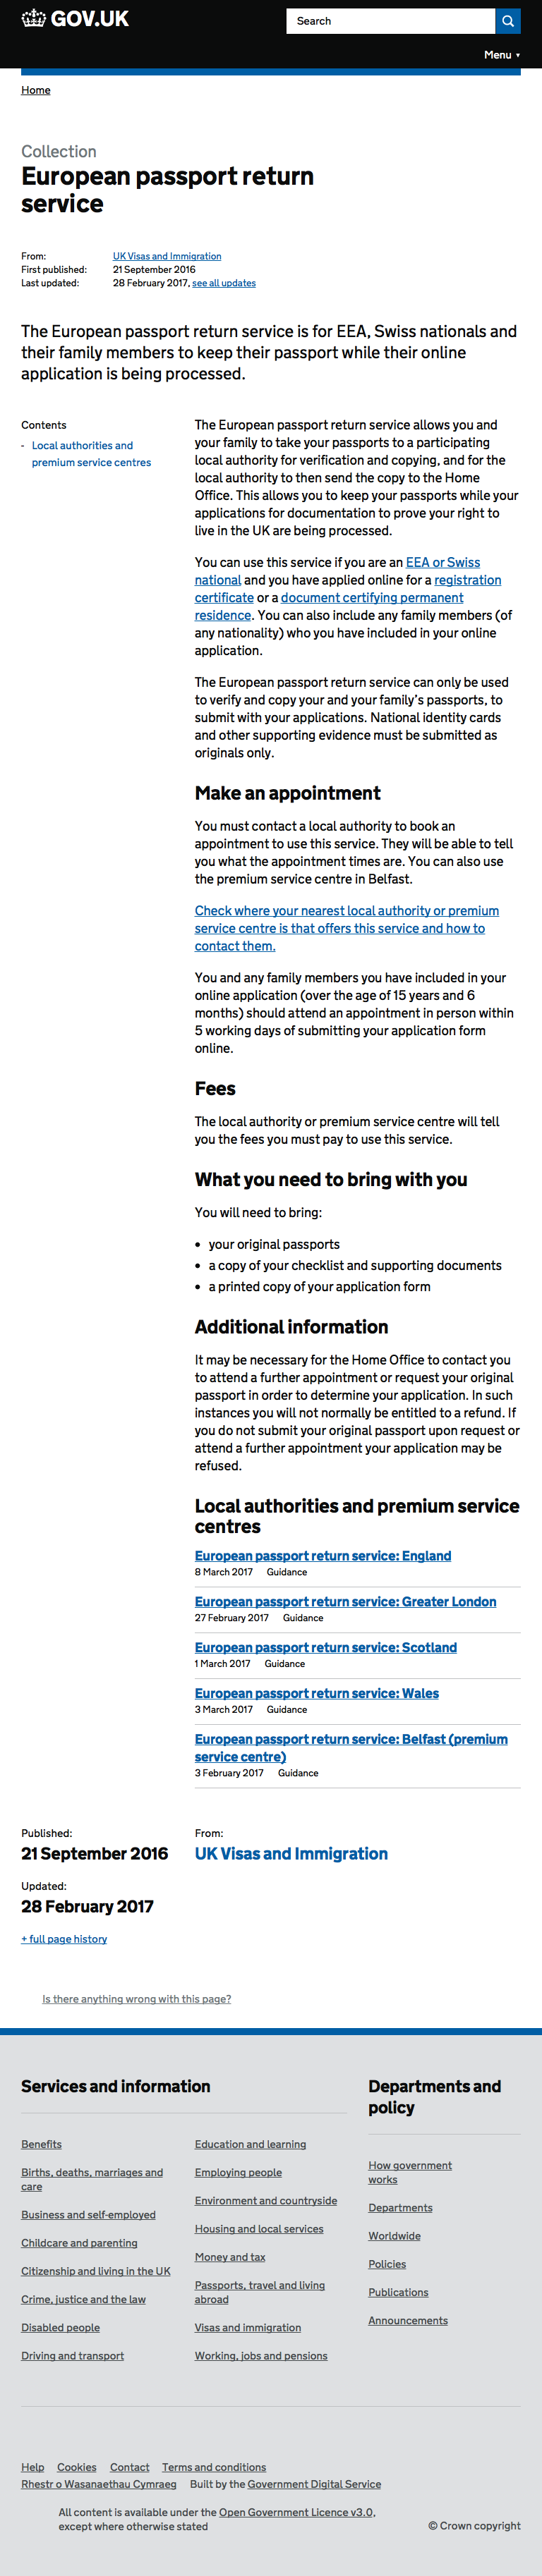 GOV.UK
Search
Menu ▼
Home
Collection
European passport return
service
From: UK Visas and Immigration
First published: 21 September 2016
Last updated: 28 February 2017, see all updates
The European passport return service is for EEA, Swiss nationals and
their family members to keep their passport while their online
application is being processed.
Contents
- Local authorities and
premium service centres
The European passport return service allows you and
your family to take your passports to a participating
local authority for verification and copying, and for the
local authority to then send the copy to the Home
Office. This allows you to keep your passports while your
applications for documentation to prove your right to
live in the UK are being processed.
You can use this service if you are an EEA or Swiss
national and you have applied online for a registration
certificate or a document certifying permanent
residence. You can also include any family members (of
any nationality) who you have included in your online
application.
The European passport return service can only be used
to verify and copy your and your family's passports, to
submit with your applications. National identity cards
and other supporting evidence must be submitted as
originals only.
Make an appointment
You must contact a local authority to book an
appointment to use this service. They will be able to tell
you what the appointment times are. You can also use
the premium service centre in Belfast.
Check where your nearest local authority or premium
service centre is that offers this service and how to
contact them.
You and any family members you have included in your
online application (over the age of 15 years and 6
months) should attend an appointment in person within
5 working days of submitting your application form
online.
Fees
The local authority or premium service centre will tell
you the fees you must pay to use this service.
What you need to bring with you
You will need to bring:
• your original passports
• a copy of your checklist and supporting documents
• a printed copy of your application form
Additional information
It may be necessary for the Home Office to contact you
to attend a further appointment or request your original
passport in order to determine your application. In such
instances you will not normally be entitled to a refund. If
you do not submit your original passport upon request or
attend a further appointment your application may be
refused.
Local authorities and premium service
centres
European passport return service: England
8 March 2017 Guidance
European passport return service: Greater London
27 February 2017 Guidance
European passport return service: Scotland
1 March 2017 Guidance
European passport return service: Wales
3 March 2017 Guidance
European passport return service: Belfast (premium
service centre)
3 February 2017 Guidance
Published:
21 September 2016
From:
UK Visas and Immigration
Updated:
28 February 2017
+ full page history
Is there anything wrong with this page?
Services and information
Benefits
Births, deaths, marriages and
care
Business and self-employed
Childcare and parenting
Citizenship and living in the UK
Crime, justice and the law
Disabled people
Driving and transport
Education and learning
Employing people
Environment and countryside
Housing and local services
Money and tax
Passports, travel and living
abroad
Visas and immigration
Working, jobs and pensions
Departments and
policy
How government
works
Departments
Worldwide
Policies
Publications
Announcements
Help Cookies Contact Terms and conditions
Rhestr o Wasanaethau Cymraeg Built by the Government Digital Service
All content is available under the Open Government Licence v3.0,
except where otherwise stated
© Crown copyright